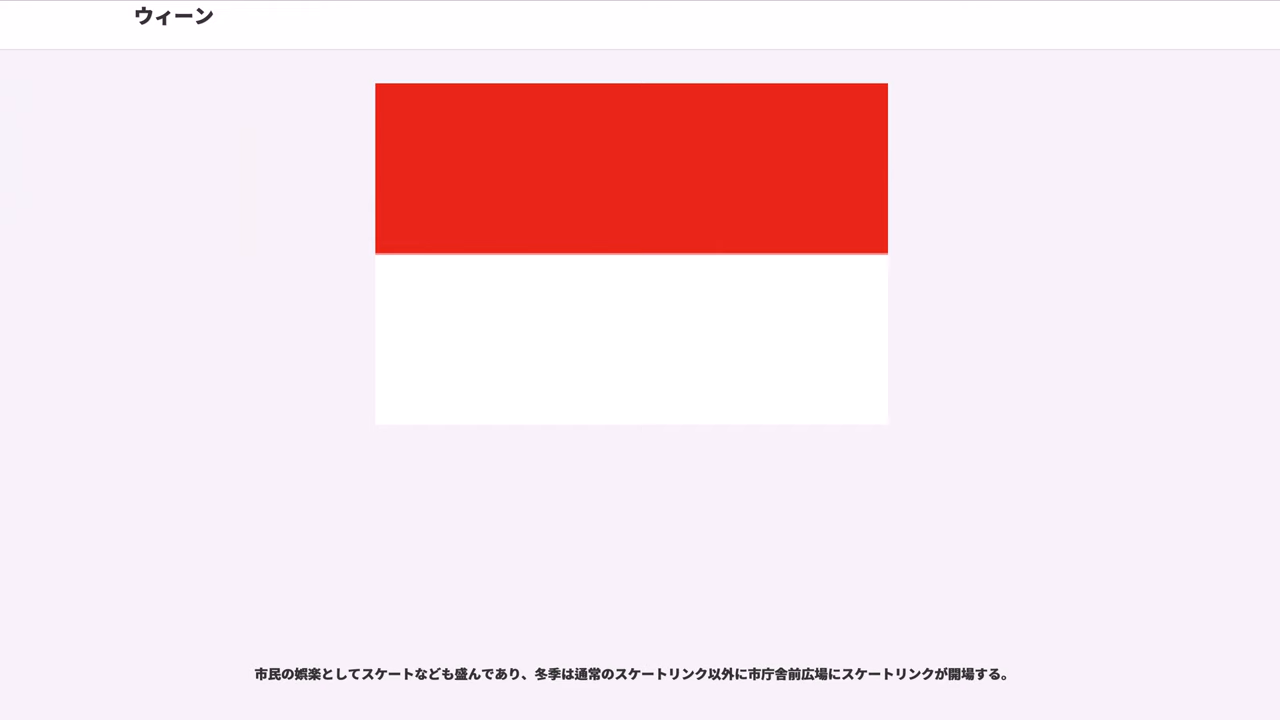 ウィーン
市民の娯楽としてスケートなども盛んであり、冬季は通常のスケートリンク以外に市庁舎前広場にスケートリンクが開場する。